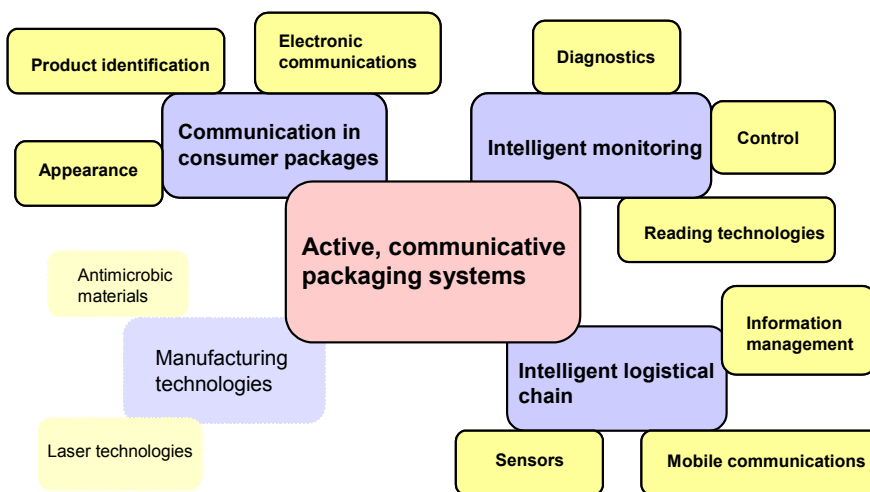 Electronic
communications
Product identification
Diagnostics
Communication in
consumer packages
Intelligent monitoring
Control
Appearance
Reading technologies
Active, communicative
packaging systems
Antimicrobic
materials
Information
management
Manufacturing
technologies
Intelligent logistical
chain
Laser technologies
Sensors
Mobile communications